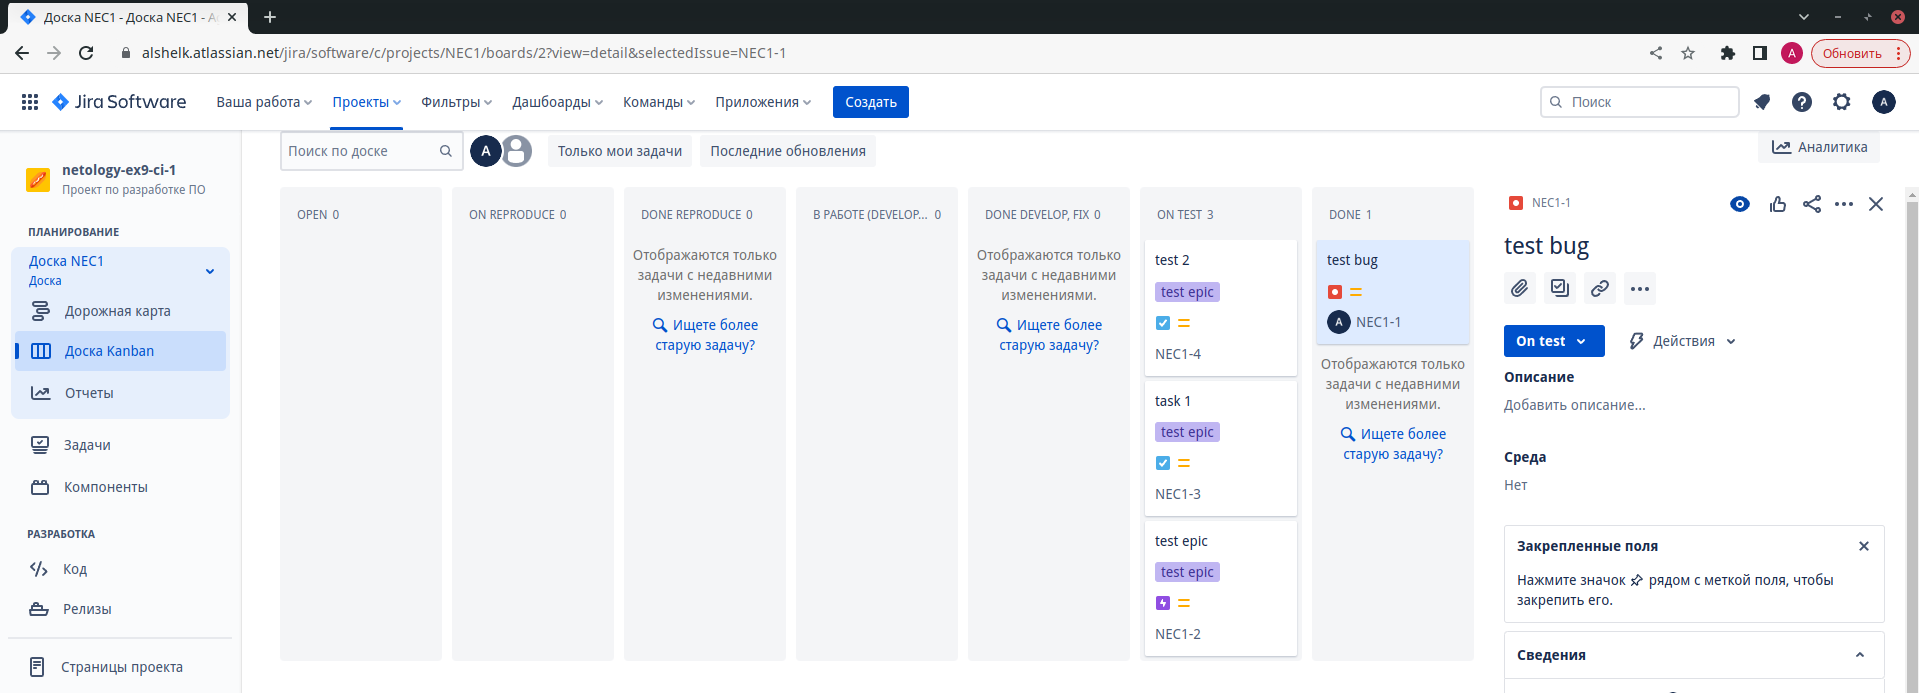 Доска NEC1 - Доска NEC1 - A
alshelk.atlassian.net/jira/software/c/projects/NEC1/boards/2?view=detail&selectedIssue=NEC1-1
A
Обновить
Jira Software
Ваша работа
Проекты
Фильтры
Дашборды
Команды
Приложения
Создать
Поиск
A
netology-ex9-ci-1
Проект по разработке ПО
ПЛАНИРОВАНИЕ
Доска NEC1
Доска
Дорожная карта
Доска Kanban
Отчеты
Задачи
Компоненты
РАЗРАБОТКА
Код
Релизы
Страницы проекта
Поиск по доске
A
Только мои задачи
Последние обновления
Аналитика
OPEN 0
ON REPRODUCE 0
DONE REPRODUCE 0
Отображаются только
задачи с недавними
изменениями.
Ищете более
старую задачу?
В РАБОТЕ (DEVELOP... 0
DONE DEVELOP, FIX 0
Отображаются только
задачи с недавними
изменениями.
Ищете более
старую задачу?
ON TEST 3
test 2
test epic
NEC1-4
task 1
test epic
NEC1-3
test epic
test epic
NEC1-2
DONE 1
test bug
A NEC1-1
Отображаются только
задачи с недавними
изменениями.
Ищете более
старую задачу?
NEC1-1
test bug
On test
Действия
Описание
Добавить описание...
Среда
Нет
Закрепленные поля
Нажмите значок рядом с меткой поля, чтобы
закрепить его.
Сведения